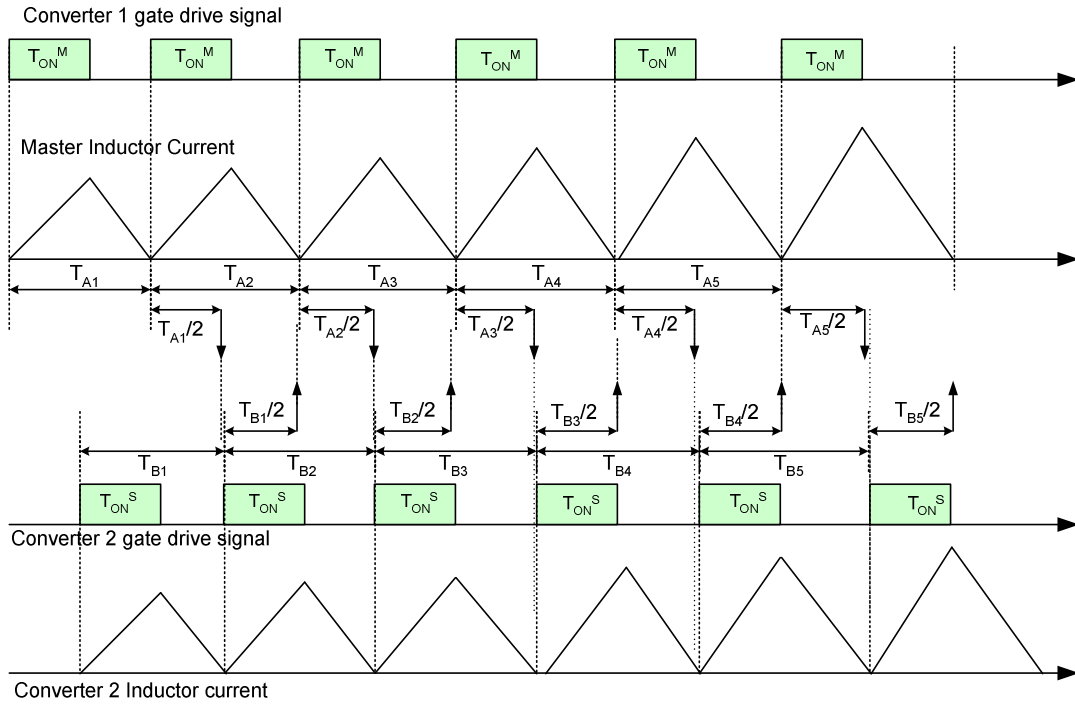 Converter 1 gate drive signal
T_ON^M T_ON^M T_ON^M T_ON^M T_ON^M T_ON^M
Master Inductor Current
T_A1 T_A2 T_A3 T_A4 T_A5
T_A1/2 T_A2/2 T_A3/2 T_A4/2 T_A5/2
T_B1/2 T_B2/2 T_B3/2 T_B4/2 T_B5/2
T_B1 T_B2 T_B3 T_B4 T_B5
T_ON^S T_ON^S T_ON^S T_ON^S T_ON^S T_ON^S
Converter 2 gate drive signal
Converter 2 Inductor current